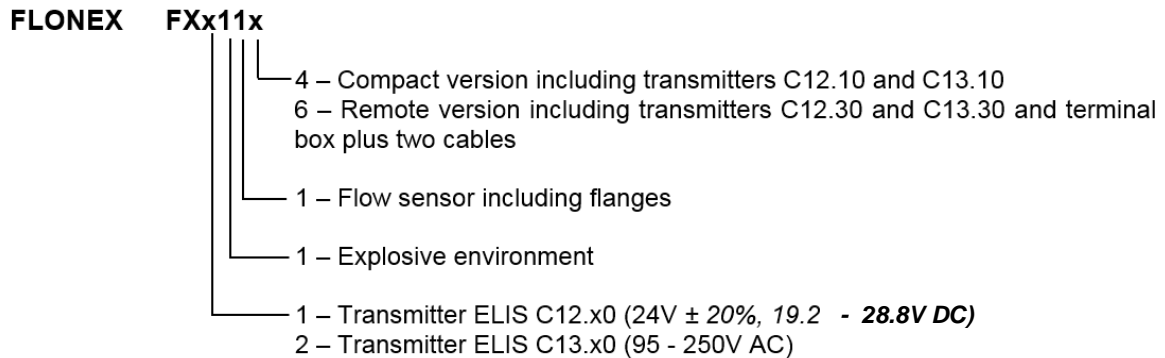 FLONEX FXx11x
4 – Compact version including transmitters C12.10 and C13.10
6 – Remote version including transmitters C12.30 and C13.30 and terminal
box plus two cables
1 – Flow sensor including flanges
1 – Explosive environment
1 – Transmitter ELIS C12.x0 (24V ± 20%, 19.2 - 28.8V DC)
2 – Transmitter ELIS C13.x0 (95 - 250V AC)